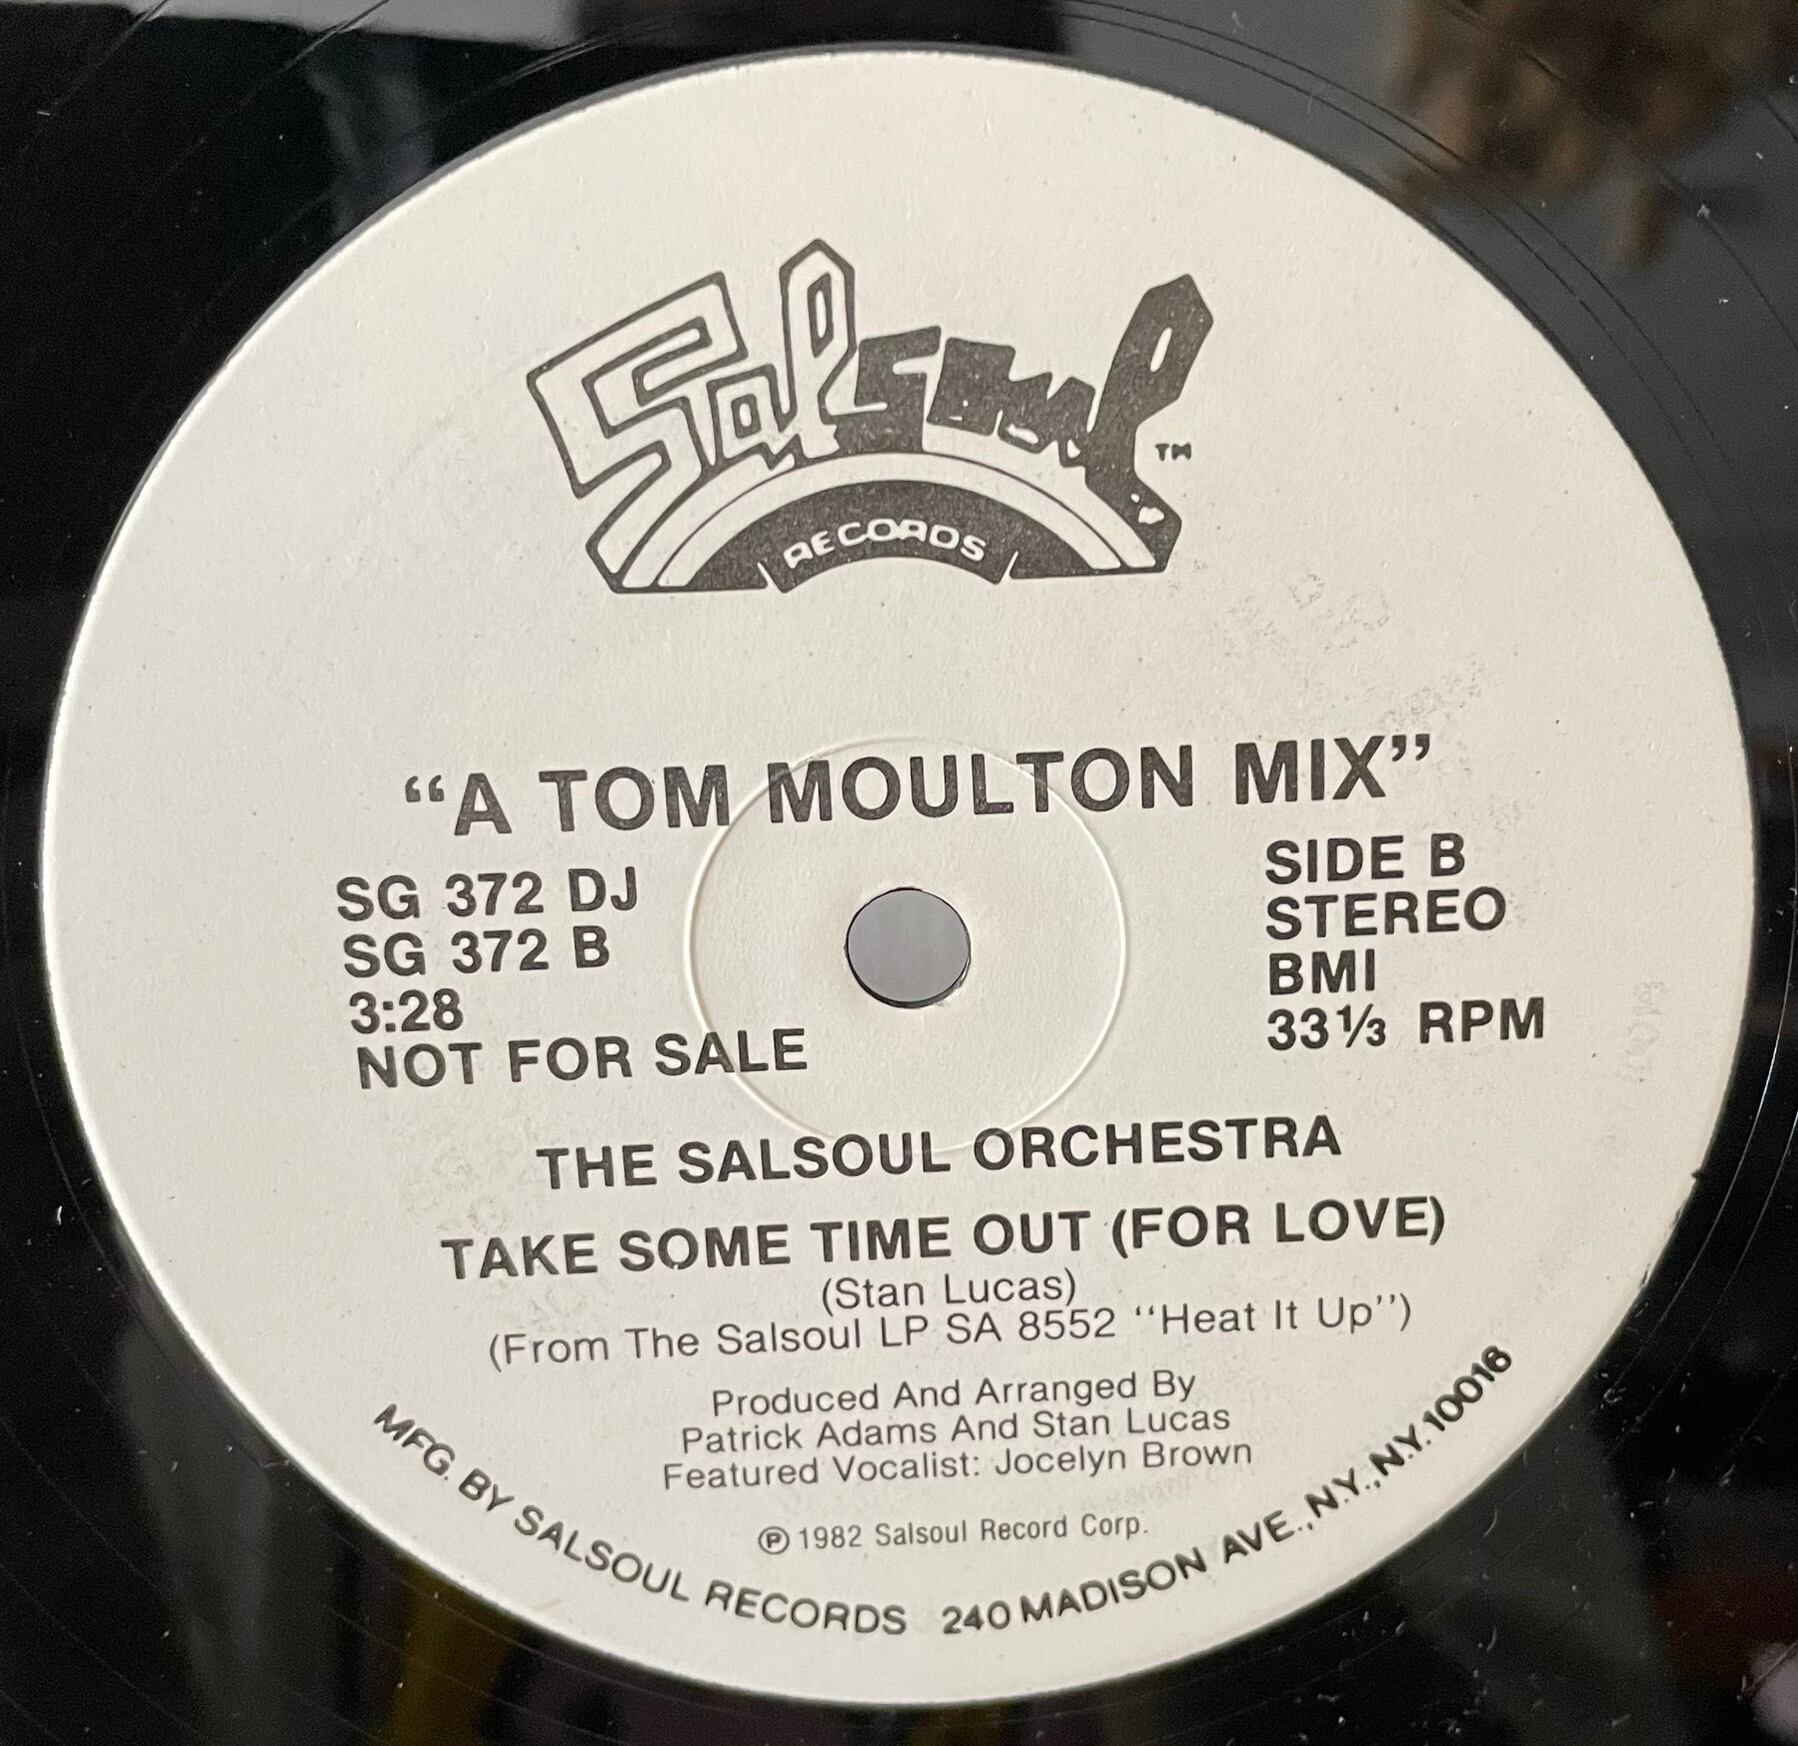 Salsoul TM
RECORDS
“A TOM MOULTON MIX”
SG 372 DJ
SG 372 B
3:28
NOT FOR SALE
SIDE B
STEREO
BMI
33⅓ RPM
THE SALSOUL ORCHESTRA
TAKE SOME TIME OUT (FOR LOVE)
(Stan Lucas)
(From The Salsoul LP SA 8552 “Heat It Up”)
Produced And Arranged By
Patrick Adams And Stan Lucas
Featured Vocalist: Jocelyn Brown
℗ 1982 Salsoul Record Corp.
MFG. BY SALSOUL RECORDS 240 MADISON AVE., N.Y., N.Y. 10016